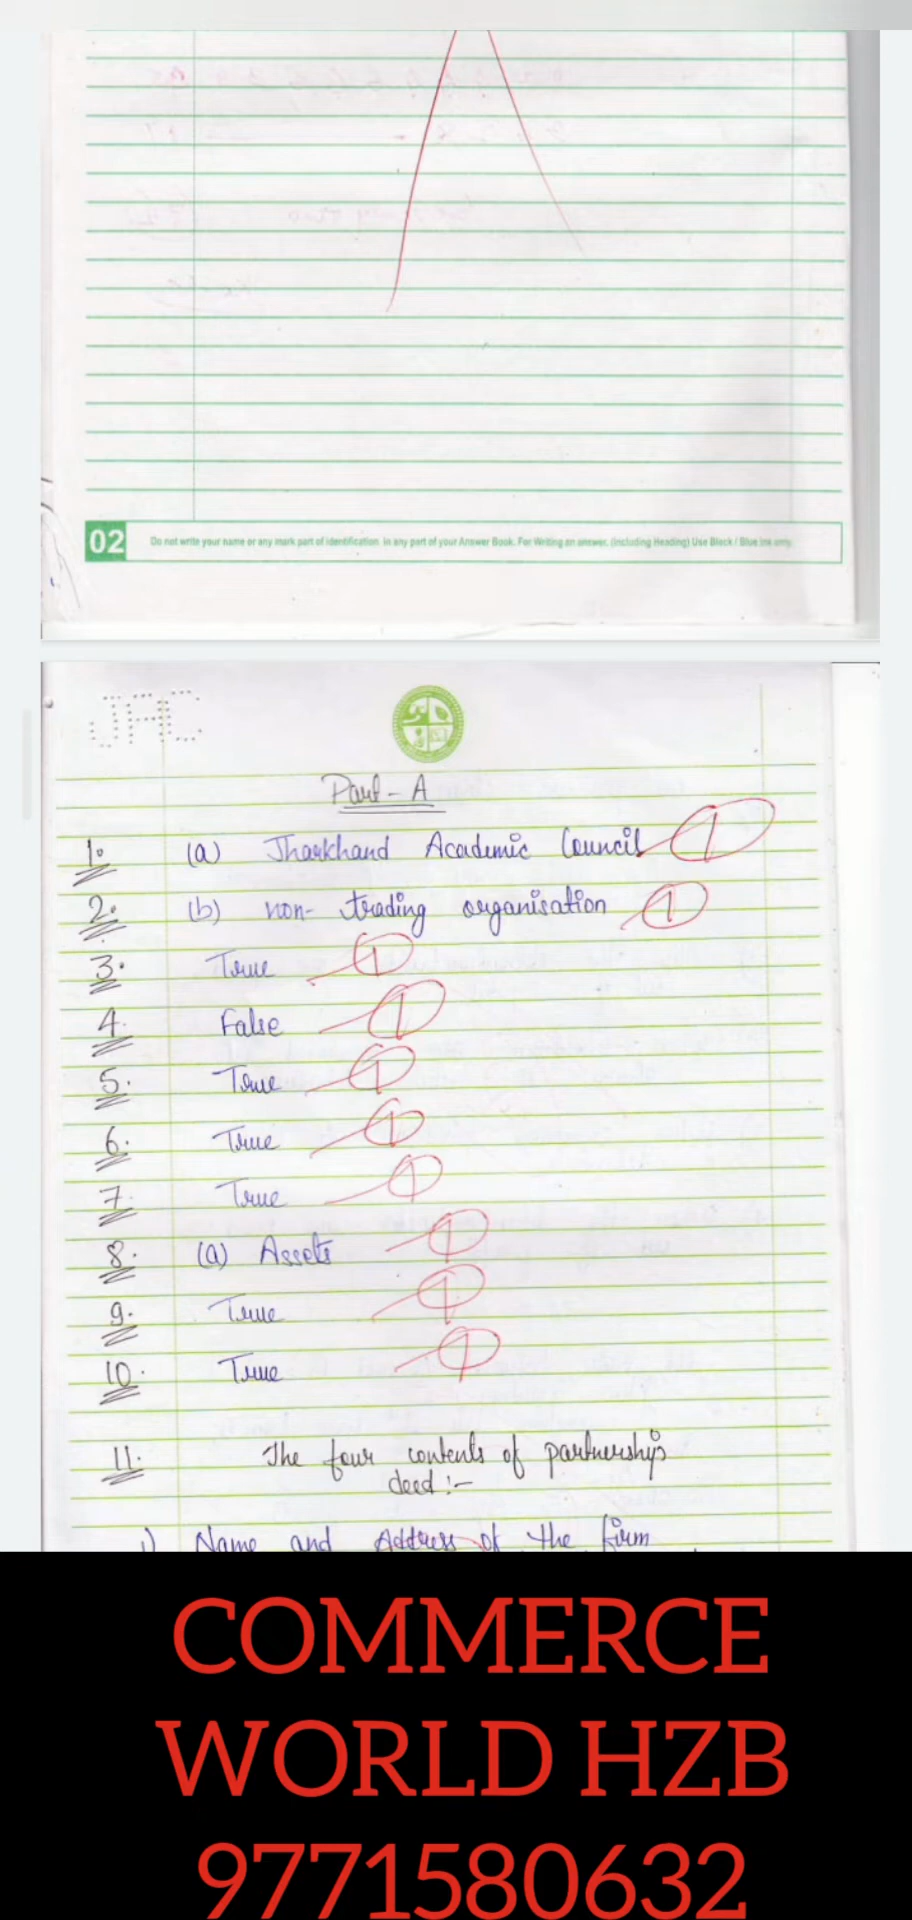 02 Do not write your name or any mark part of identification in any part of your Answer Book. For Writing an answer. (Including Heading) Use Black / Blue ink only.
JAC
Part - A
1. (a) Jharkhand Academic Council 1
2. (b) non- trading organisation 1
3. True 1
4. False 1
5. True 1
6. True 1
7. True 1
8. (a) Assets 1
9. True 1
10. True 1
11. The four contents of partnership
deed :-
i) Name and Address of the firm
COMMERCE
WORLD HZB
9771580632